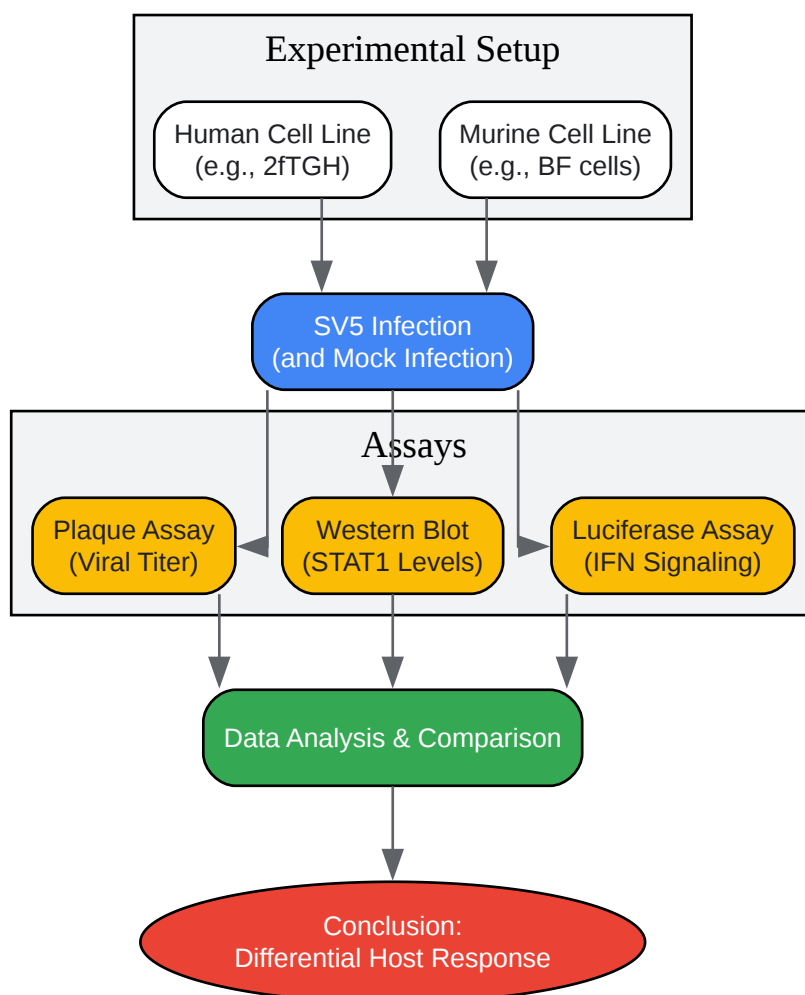 Experimental Setup
Human Cell Line
(e.g., 2fTGH)
Murine Cell Line
(e.g., BF cells)
SV5 Infection
(and Mock Infection)
Assays
Plaque Assay
(Viral Titer)
Western Blot
(STAT1 Levels)
Luciferase Assay
(IFN Signaling)
Data Analysis & Comparison
Conclusion:
Differential Host Response